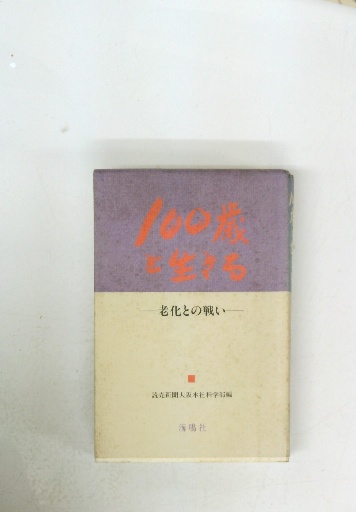 100歳
に生きる
―老化との戦い―
読売新聞大阪本社科学部編
海鳴社